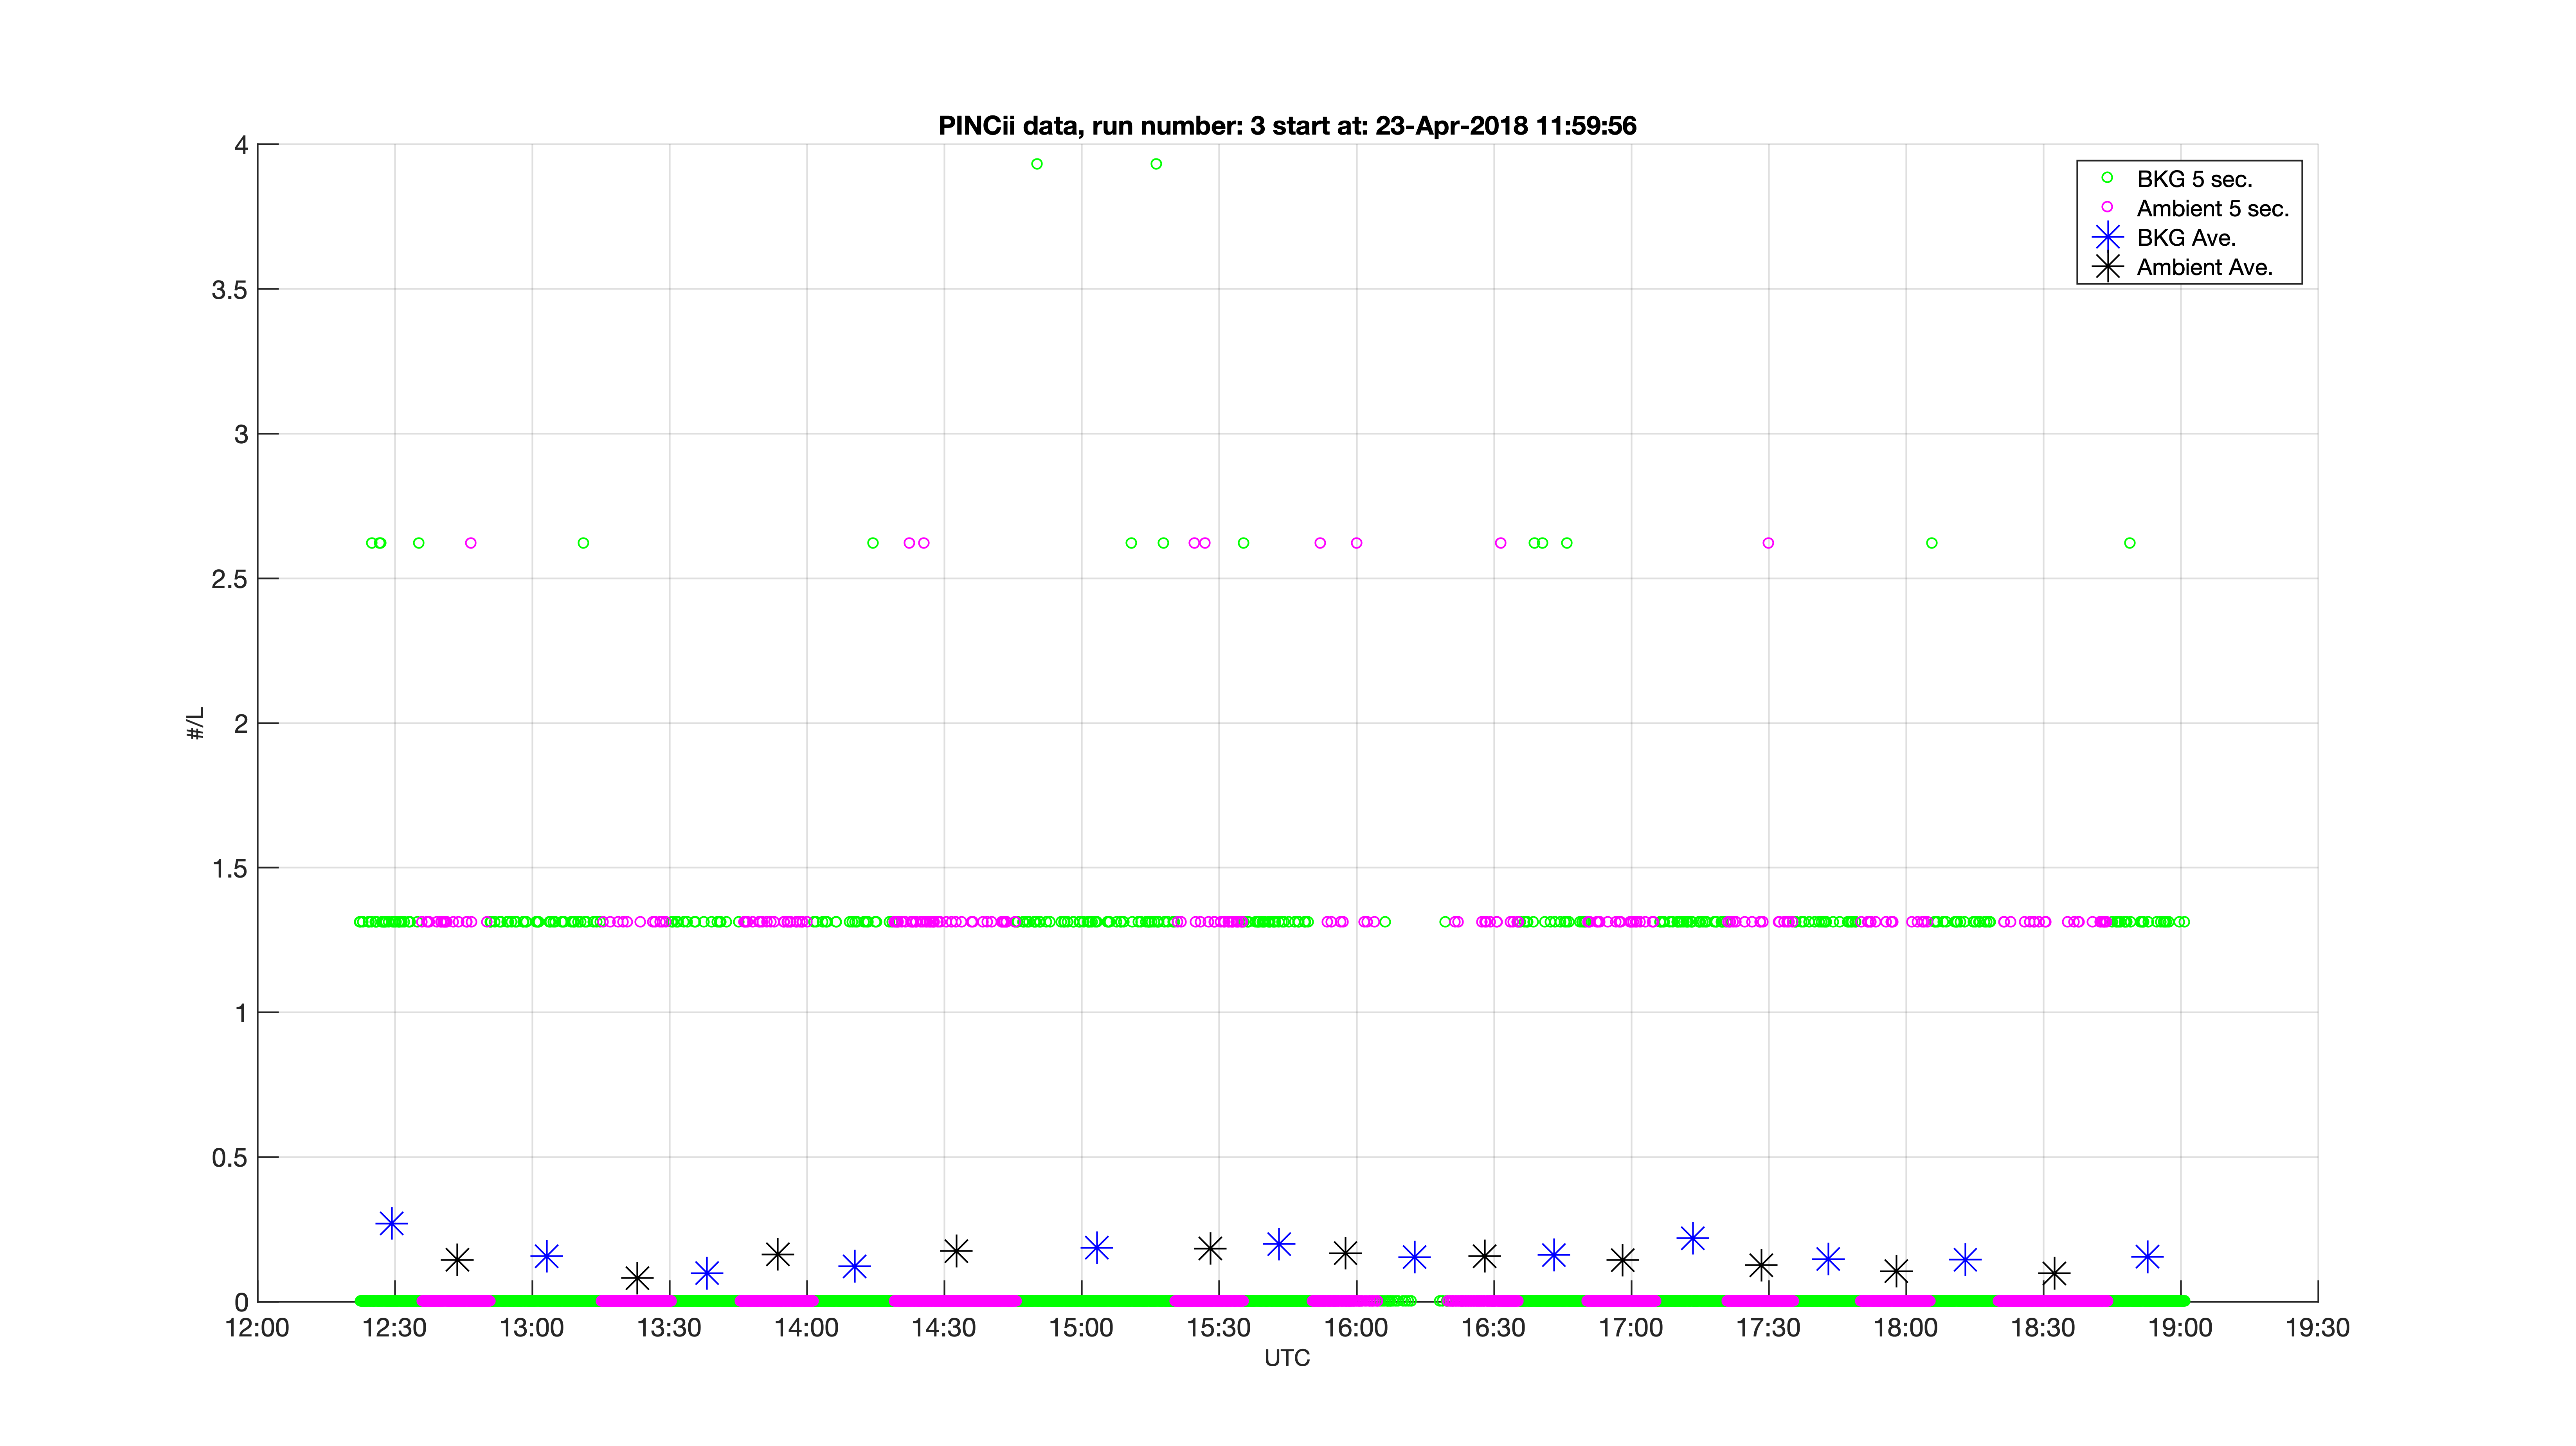 PINCii data, run number: 3 start at: 23-Apr-2018 11:59:56
BKG 5 sec.
Ambient 5 sec.
BKG Ave.
Ambient Ave.
4
3.5
3
2.5
2
1.5
1
0.5
0
#/L
12:00 12:30 13:00 13:30 14:00 14:30 15:00 15:30 16:00 16:30 17:00 17:30 18:00 18:30 19:00 19:30
UTC